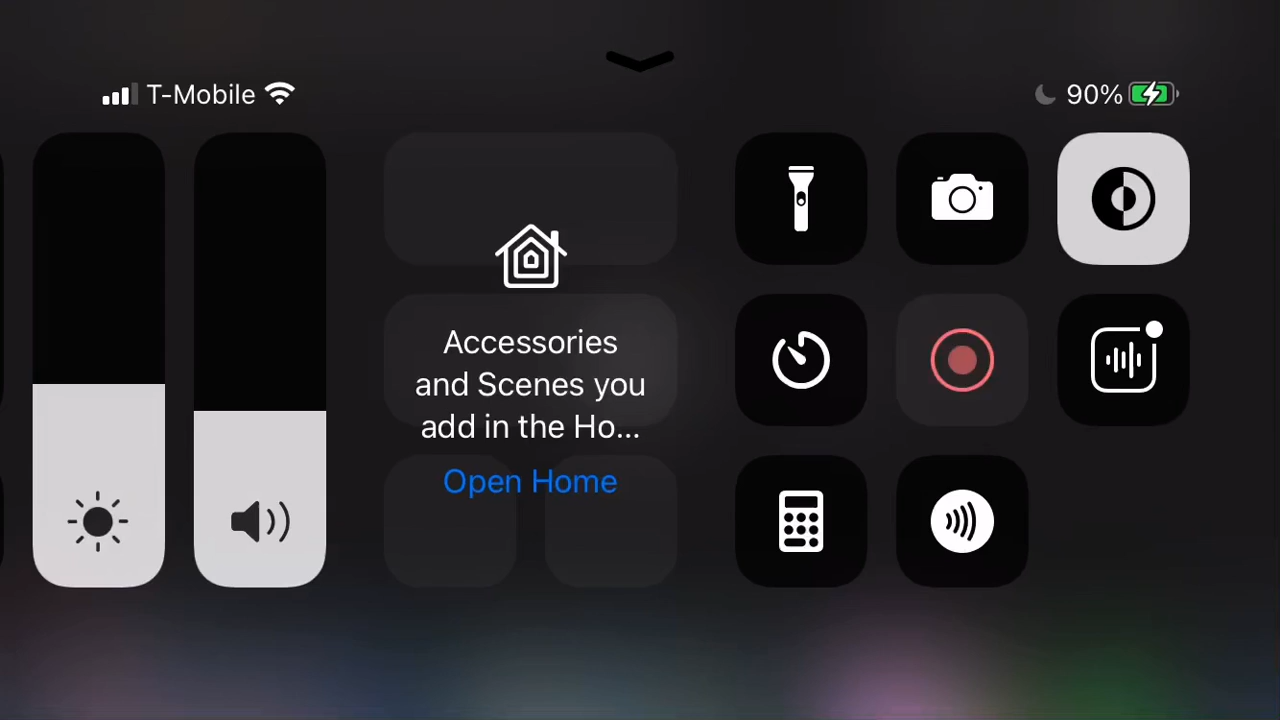 T-Mobile
90%
Accessories
and Scenes you
add in the Ho...
Open Home